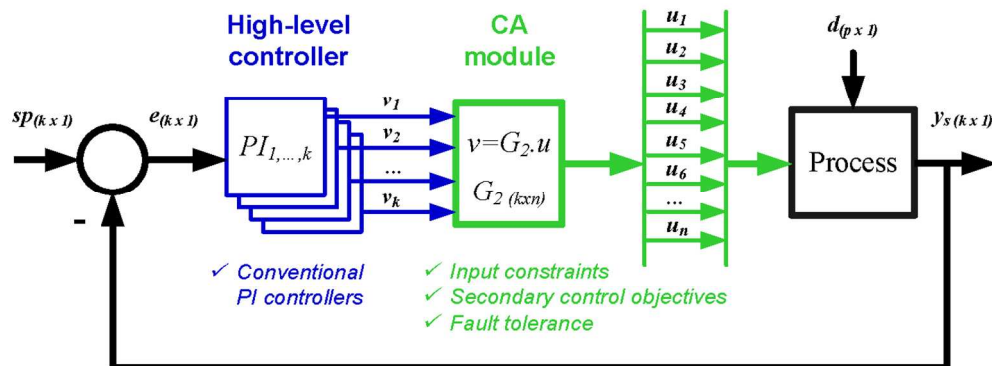 High-level
controller
CA
module
sp(k x 1)
e(k x 1)
PI1,...,k
v1
v2
...
vk
v=G2.u
G2 (kxn)
u1
u2
u3
u4
u5
u6
...
un
d(p x 1)
Process
ys (k x 1)
-
✓ Conventional
PI controllers
✓ Input constraints
✓ Secondary control objectives
✓ Fault tolerance